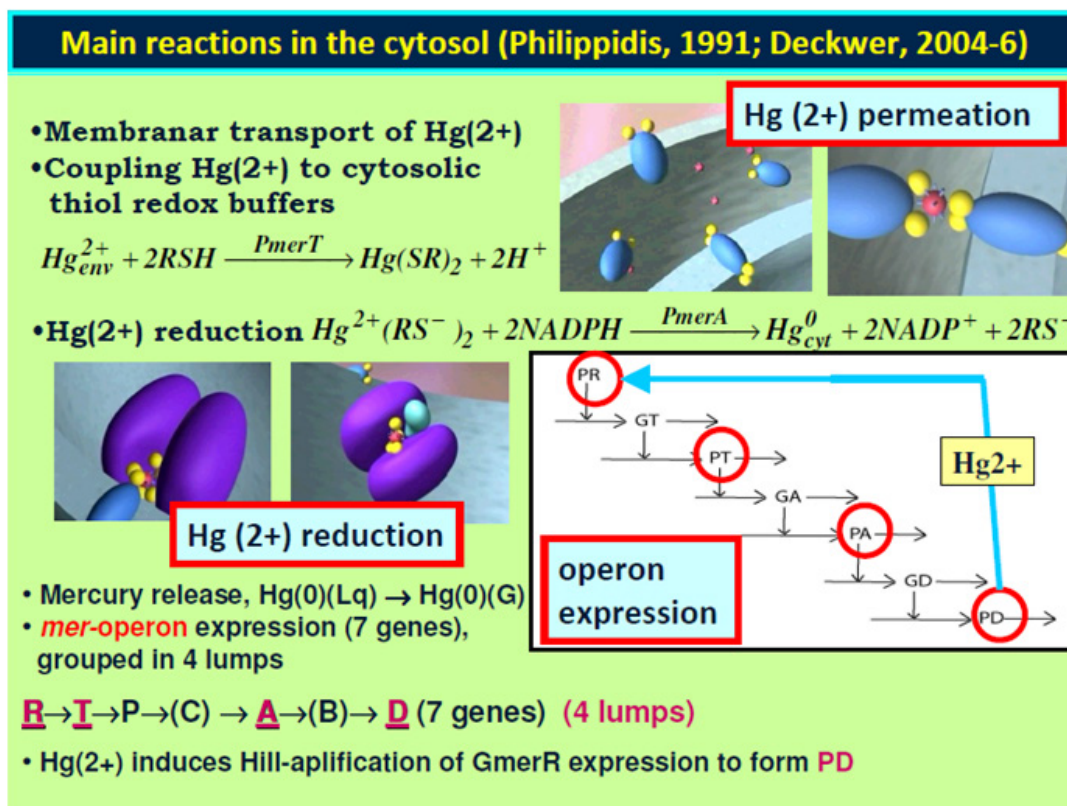 Main reactions in the cytosol (Philippidis, 1991; Deckwer, 2004-6)
•Membranar transport of Hg(2+)
•Coupling Hg(2+) to cytosolic
thiol redox buffers
Hg (2+) permeation
Hg²⁺env + 2RSH —PmerT→ Hg(SR)₂ + 2H⁺
•Hg(2+) reduction Hg²⁺(RS⁻)₂ + 2NADPH —PmerA→ Hg⁰cyt + 2NADP⁺ + 2RS⁻
Hg (2+) reduction
PR
GT
PT
GA
PA
GD
PD
Hg2+
operon
expression
• Mercury release, Hg(0)(Lq) → Hg(0)(G)
• mer-operon expression (7 genes),
grouped in 4 lumps
R→T→P→(C) → A→(B)→ D (7 genes) (4 lumps)
• Hg(2+) induces Hill-aplification of GmerR expression to form PD